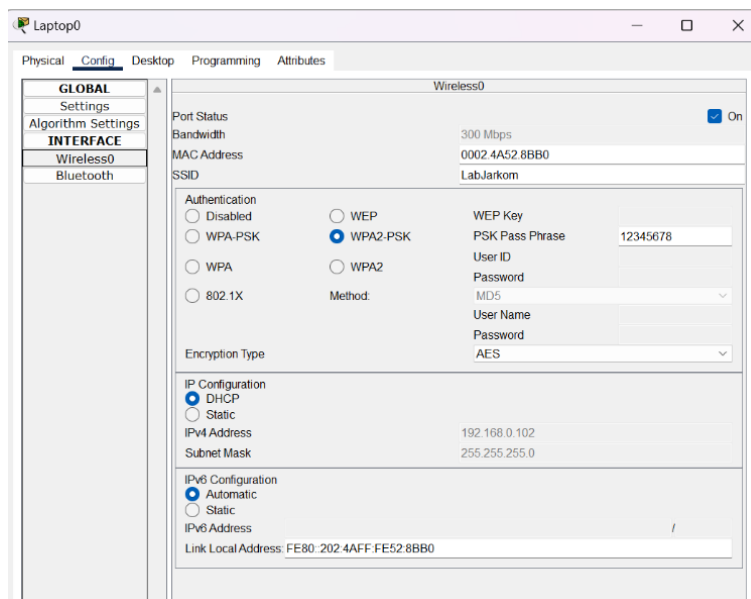 Laptop0
Physical Config Desktop Programming Attributes
GLOBAL
Settings
Algorithm Settings
INTERFACE
Wireless0
Bluetooth
Wireless0
Port Status On
Bandwidth 300 Mbps
MAC Address 0002.4A52.8BB0
SSID LabJarkom
Authentication
Disabled WEP WEP Key
WPA-PSK WPA2-PSK PSK Pass Phrase 12345678
User ID
WPA WPA2
Password
802.1X Method: MD5
User Name
Password
Encryption Type AES
IP Configuration
DHCP
Static
IPv4 Address 192.168.0.102
Subnet Mask 255.255.255.0
IPv6 Configuration
Automatic
Static
IPv6 Address /
Link Local Address: FE80::202:4AFF:FE52:8BB0